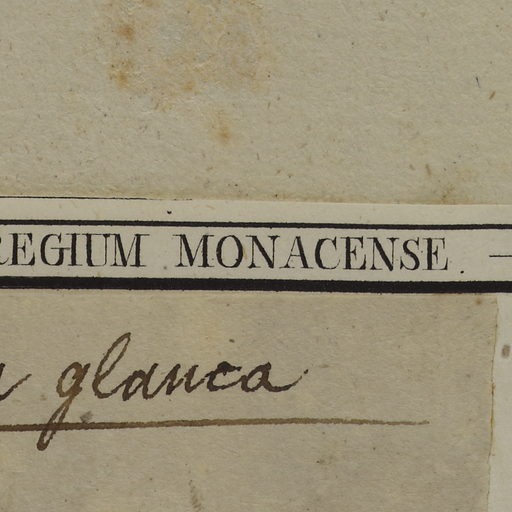 REGIUM MONACENSE. —
glauca